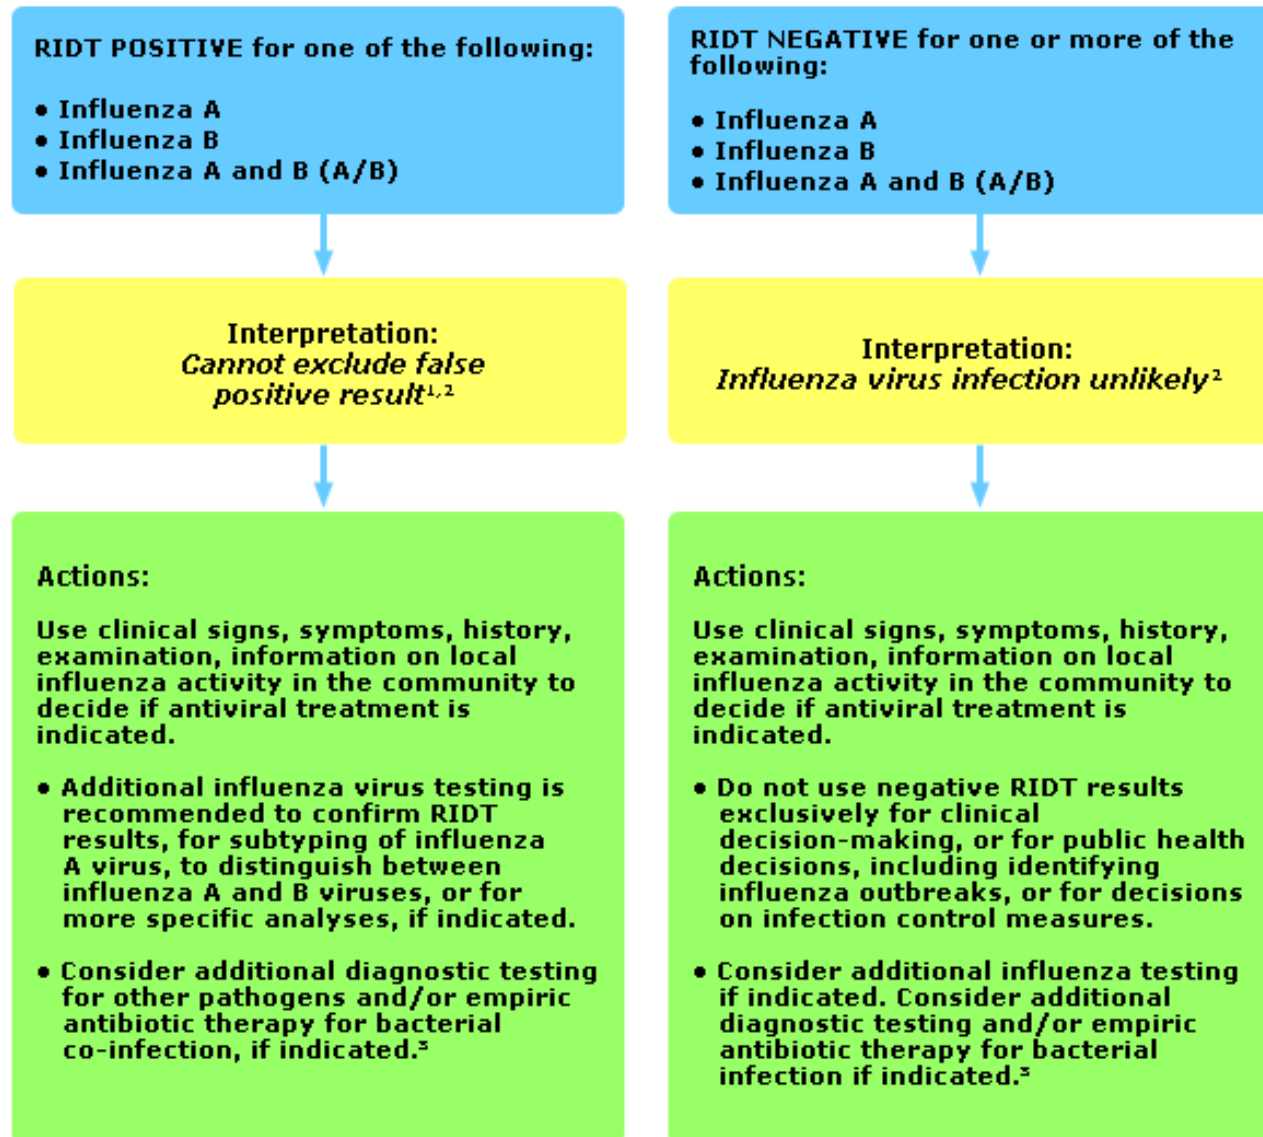 RIDT POSITIVE for one of the following:
• Influenza A
• Influenza B
• Influenza A and B (A/B)
Interpretation:
Cannot exclude false
positive result¹,²
Actions:
Use clinical signs, symptoms, history,
examination, information on local
influenza activity in the community to
decide if antiviral treatment is
indicated.
• Additional influenza virus testing is
recommended to confirm RIDT
results, for subtyping of influenza
A virus, to distinguish between
influenza A and B viruses, or for
more specific analyses, if indicated.
• Consider additional diagnostic testing
for other pathogens and/or empiric
antibiotic therapy for bacterial
co-infection, if indicated.³
RIDT NEGATIVE for one or more of the
following:
• Influenza A
• Influenza B
• Influenza A and B (A/B)
Interpretation:
Influenza virus infection unlikely²
Actions:
Use clinical signs, symptoms, history,
examination, information on local
influenza activity in the community to
decide if antiviral treatment is
indicated.
• Do not use negative RIDT results
exclusively for clinical
decision-making, or for public health
decisions, including identifying
influenza outbreaks, or for decisions
on infection control measures.
• Consider additional influenza testing
if indicated. Consider additional
diagnostic testing and/or empiric
antibiotic therapy for bacterial
infection if indicated.³